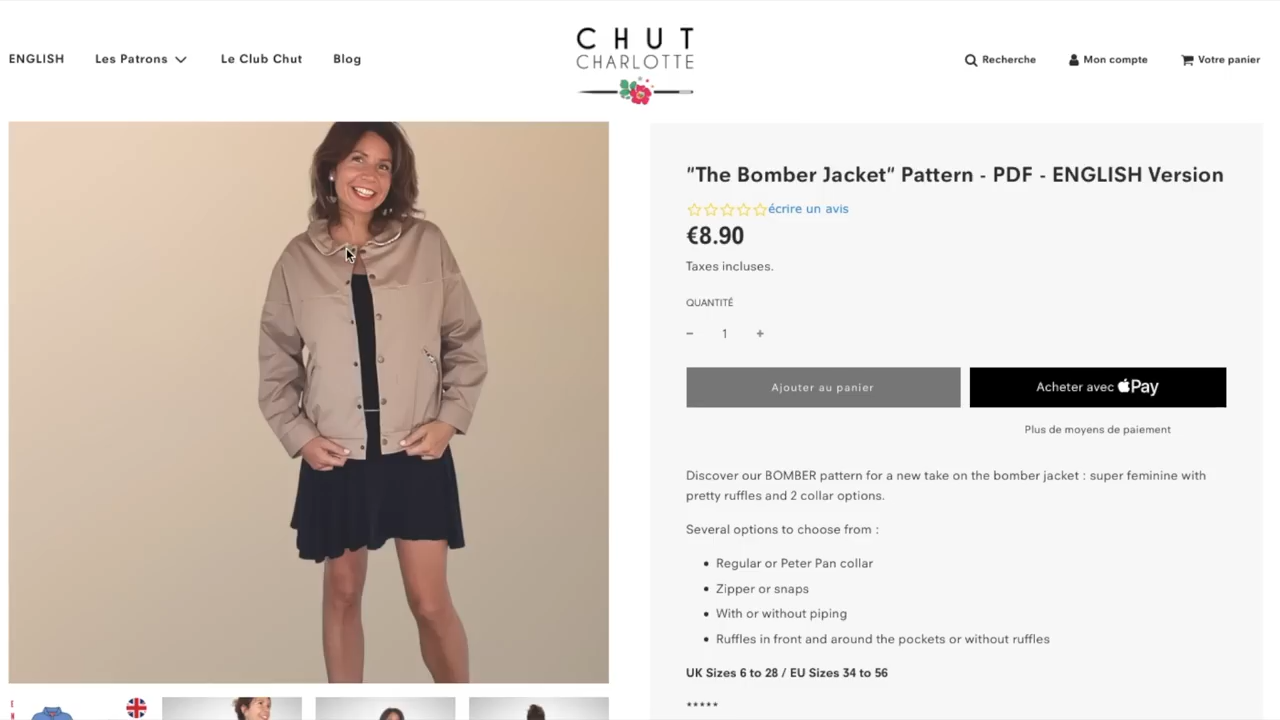 ENGLISH
Les Patrons
Le Club Chut
Blog
CHUT
CHARLOTTE
Recherche
Mon compte
Votre panier
"The Bomber Jacket" Pattern - PDF - ENGLISH Version
écrire un avis
€8.90
Taxes incluses.
QUANTITÉ
− 1 +
Ajouter au panier
Acheter avec Pay
Plus de moyens de paiement
Discover our BOMBER pattern for a new take on the bomber jacket : super feminine with
pretty ruffles and 2 collar options.
Several options to choose from :
• Regular or Peter Pan collar
• Zipper or snaps
• With or without piping
• Ruffles in front and around the pockets or without ruffles
UK Sizes 6 to 28 / EU Sizes 34 to 56
*****